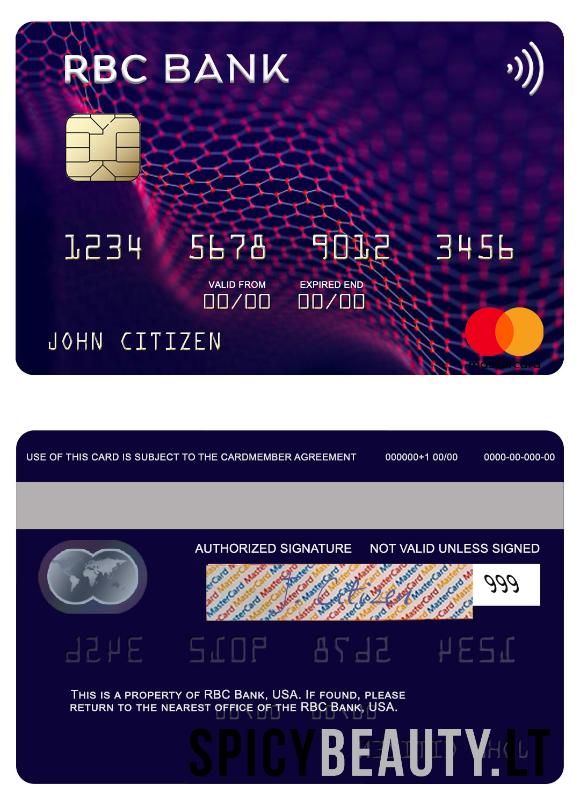 RBC BANK
1234 5678 9012 3456
VALID FROM EXPIRED END
00/00 00/00
JOHN CITIZEN
mastercard
USE OF THIS CARD IS SUBJECT TO THE CARDMEMBER AGREEMENT 000000+1 00/00 0000-00-000-00
AUTHORIZED SIGNATURE NOT VALID UNLESS SIGNED
MasterCard MasterCard MasterCard
999
THIS IS A PROPERTY OF RBC BANK, USA. IF FOUND, PLEASE
RETURN TO THE NEAREST OFFICE OF THE RBC BANK, USA.
SPICYBEAUTY.LT